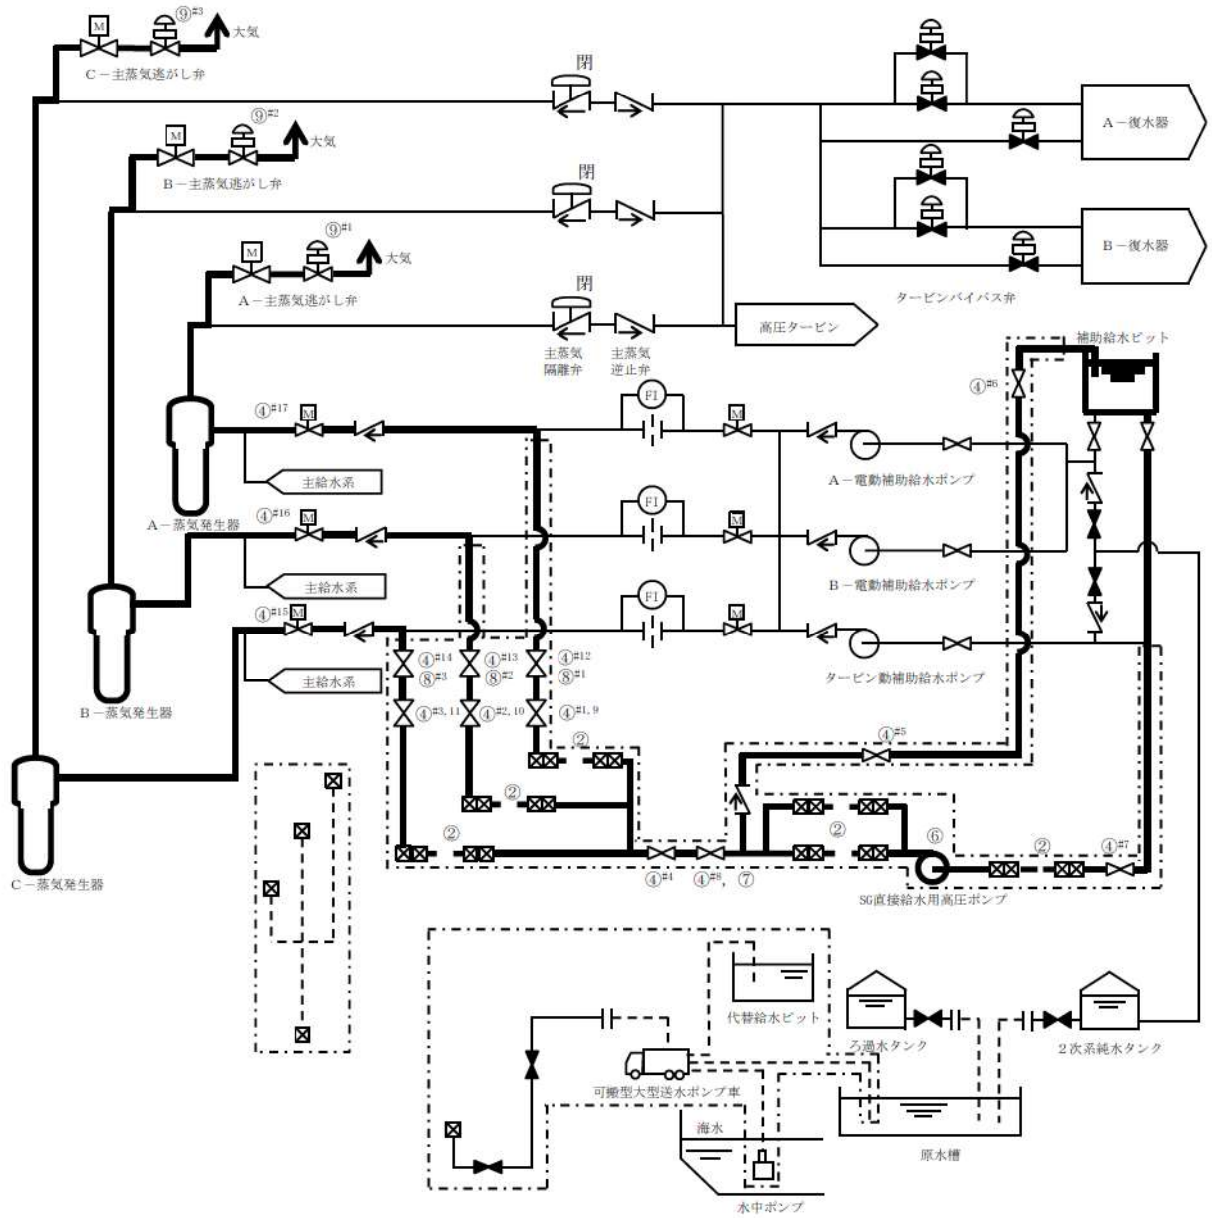 ⑨#3
M
大気
C－主蒸気逃がし弁
閉
⑨#2
M
大気
B－主蒸気逃がし弁
A－復水器
閉
⑨#1
M
大気
A－主蒸気逃がし弁
B－復水器
閉
タービンバイパス弁
高圧タービン
主蒸気
隔離弁
主蒸気
逆止弁
補助給水ピット
④#6
④#17
M
FI
M
主給水系
A－電動補助給水ポンプ
A－蒸気発生器
④#16
M
FI
M
主給水系
B－電動補助給水ポンプ
④#15
M
FI
M
主給水系
タービン動補助給水ポンプ
B－蒸気発生器
④#14
⑧#3
④#13
⑧#2
④#12
⑧#1
④#3,11
④#2,10
④#1,9
④#5
②
②
②
②
⑥
②
④#7
④#4
④#8, ⑦
C－蒸気発生器
SG直接給水用高圧ポンプ
代替給水ピット
ろ過水タンク
２次系純水タンク
可搬型大型送水ポンプ車
海水
原水槽
水中ポンプ